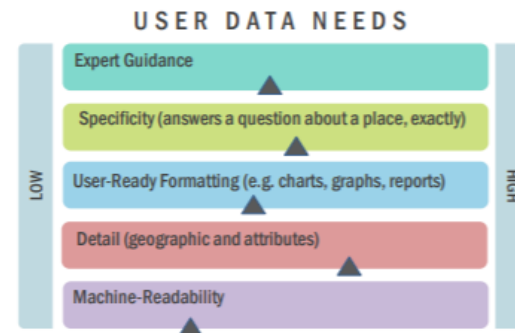 USER DATA NEEDS
Expert Guidance
Specificity (answers a question about a place, exactly)
LOW
User-Ready Formatting (e.g. charts, graphs, reports)
HIGH
Detail (geographic and attributes)
Machine-Readability